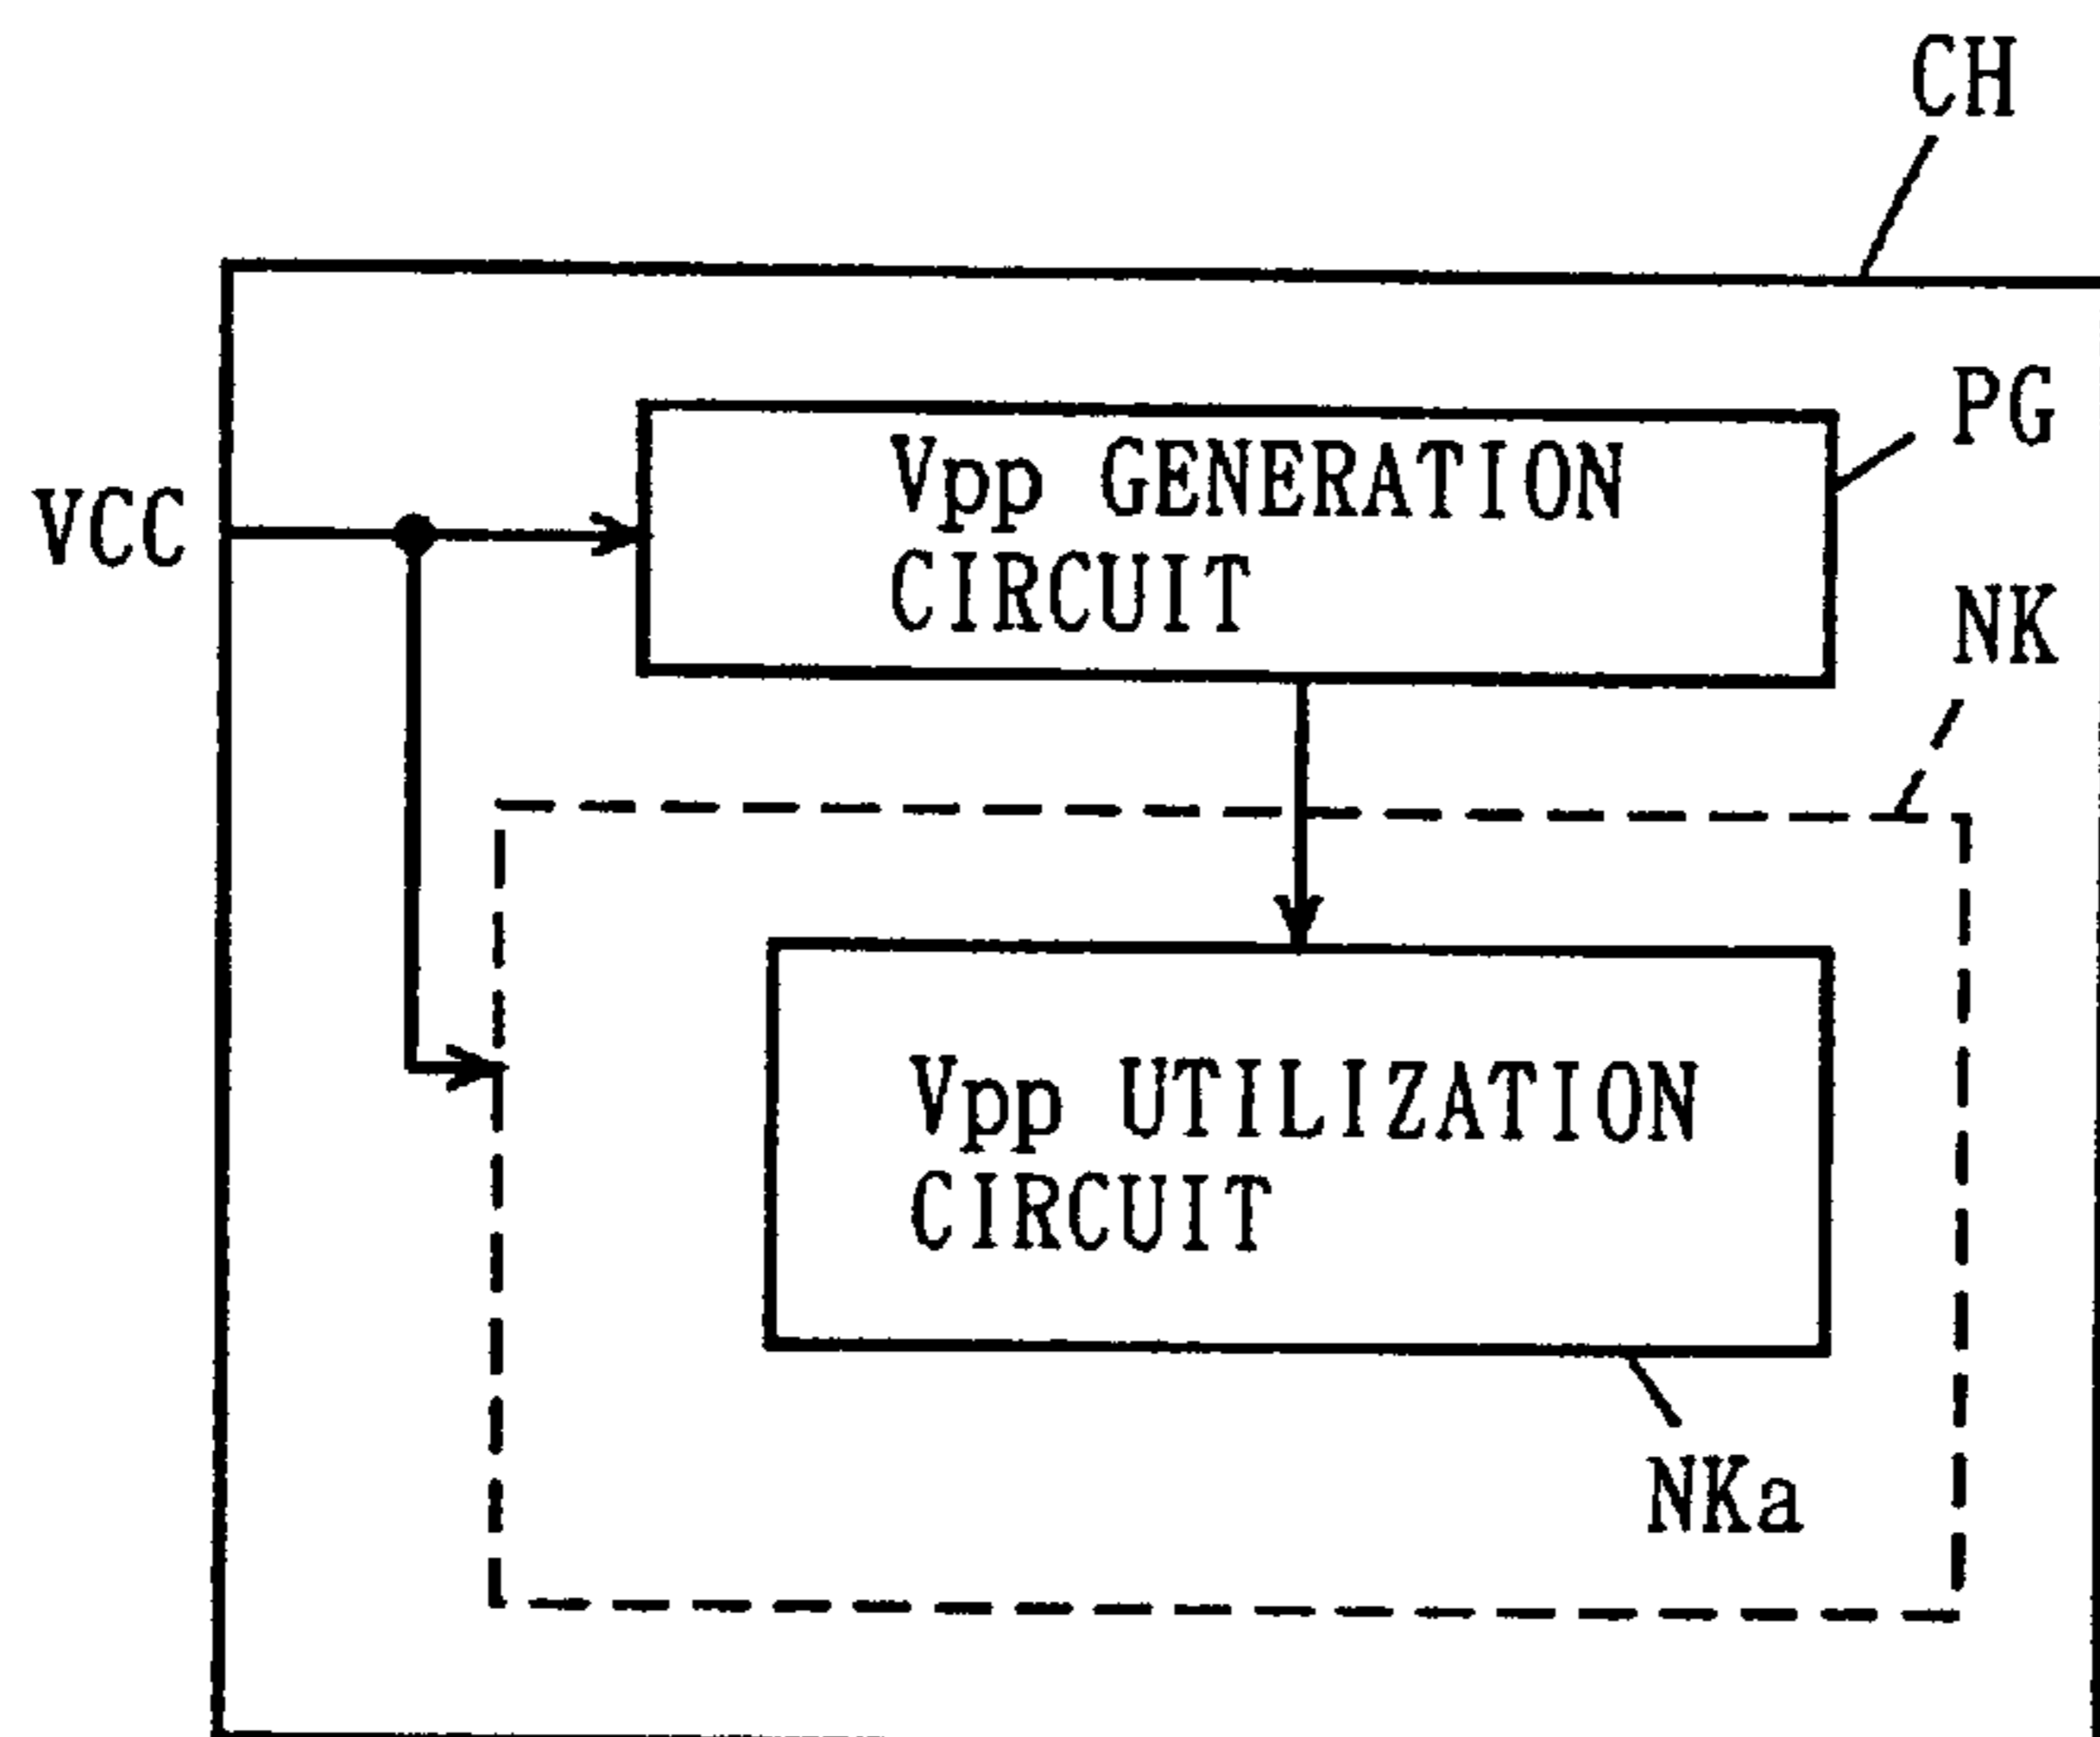 CH
PG
Vpp GENERATION
CIRCUIT
VCC
NK
Vpp UTILIZATION
CIRCUIT
NKa